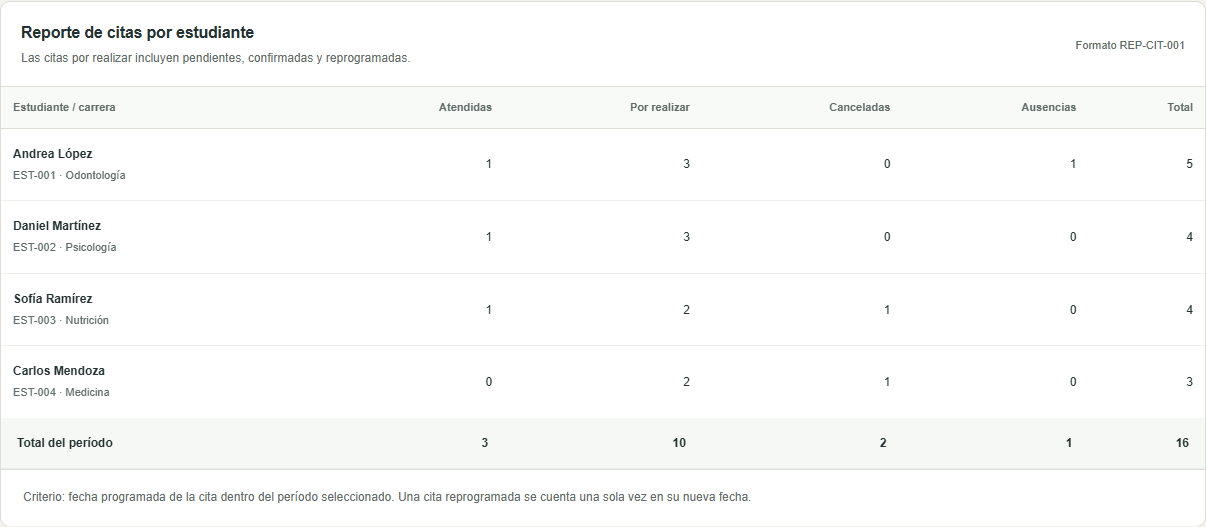 Reporte de citas por estudiante
Las citas por realizar incluyen pendientes, confirmadas y reprogramadas.
Formato REP-CIT-001
Estudiante / carrera Atendidas Por realizar Canceladas Ausencias Total
Andrea López
EST-001 · Odontología
1 3 0 1 5
Daniel Martínez
EST-002 · Psicología
1 3 0 0 4
Sofía Ramírez
EST-003 · Nutrición
1 2 1 0 4
Carlos Mendoza
EST-004 · Medicina
0 2 1 0 3
Total del período 3 10 2 1 16
Criterio: fecha programada de la cita dentro del período seleccionado. Una cita reprogramada se cuenta una sola vez en su nueva fecha.